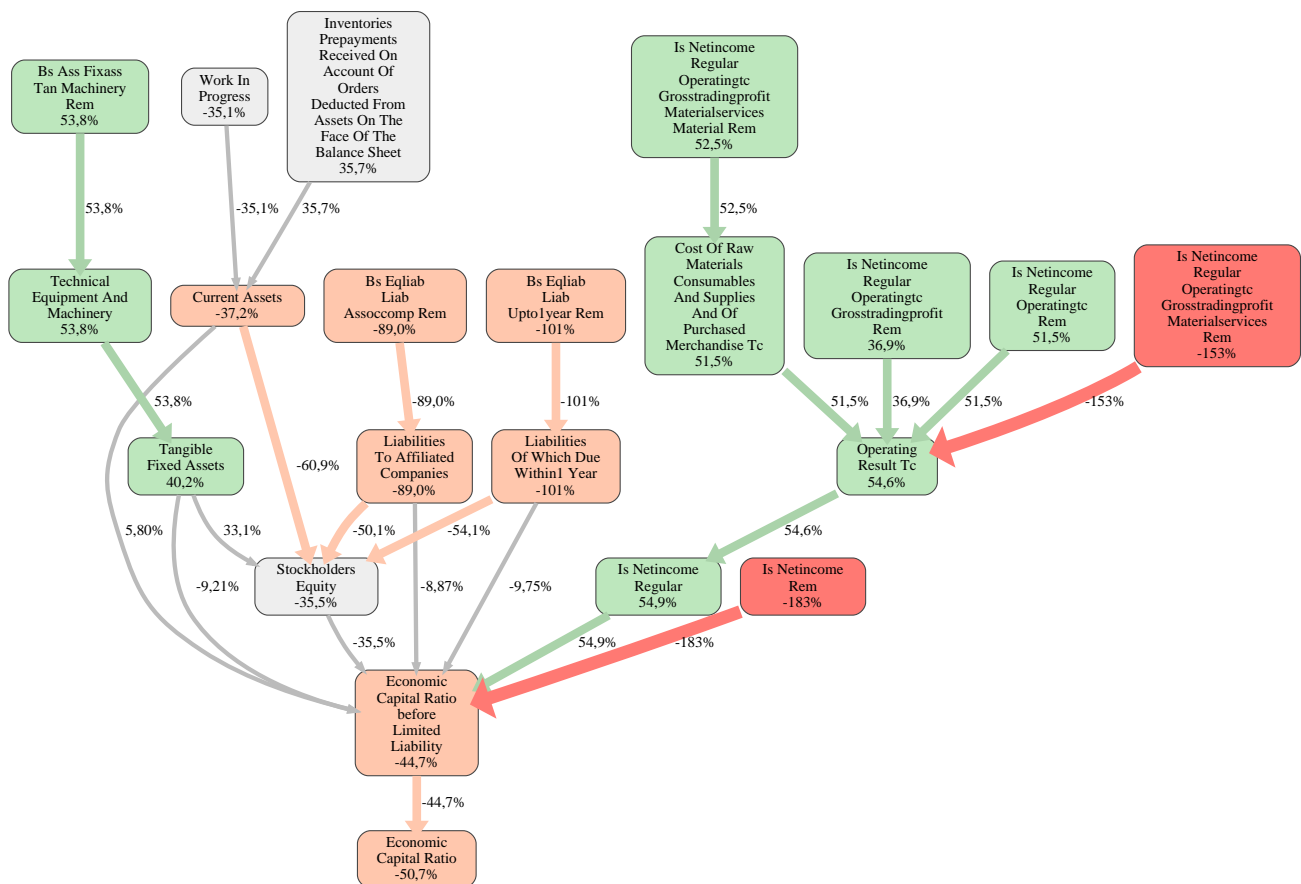 Inventories
Prepayments
Received On
Account Of
Orders
Deducted From
Assets On The
Face Of The
Balance Sheet
35,7%
Bs Ass Fixass
Tan Machinery
Rem
53,8%
Work In
Progress
-35,1%
Is Netincome
Regular
Operatingtc
Grosstradingprofit
Materialservices
Material Rem
52,5%
53,8%
-35,1%
35,7%
52,5%
Technical
Equipment And
Machinery
53,8%
Current Assets
-37,2%
Bs Eqliab
Liab
Assoccomp Rem
-89,0%
Bs Eqliab
Liab
Upto1year Rem
-101%
Cost Of Raw
Materials
Consumables
And Supplies
And Of
Purchased
Merchandise Tc
51,5%
Is Netincome
Regular
Operatingtc
Grosstradingprofit
Rem
36,9%
Is Netincome
Regular
Operatingtc
Rem
51,5%
Is Netincome
Regular
Operatingtc
Grosstradingprofit
Materialservices
Rem
-153%
53,8%
-89,0%
-101%
51,5%
36,9%
51,5%
-153%
Tangible
Fixed Assets
40,2%
-60,9%
Liabilities
To Affiliated
Companies
-89,0%
Liabilities
Of Which Due
Within1 Year
-101%
Operating
Result Tc
54,6%
5,80%
33,1%
-50,1%
-54,1%
54,6%
-9,21%
Stockholders
Equity
-35,5%
-8,87%
-9,75%
Is Netincome
Regular
54,9%
Is Netincome
Rem
-183%
-35,5%
54,9%
-183%
Economic
Capital Ratio
before
Limited
Liability
-44,7%
-44,7%
Economic
Capital Ratio
-50,7%